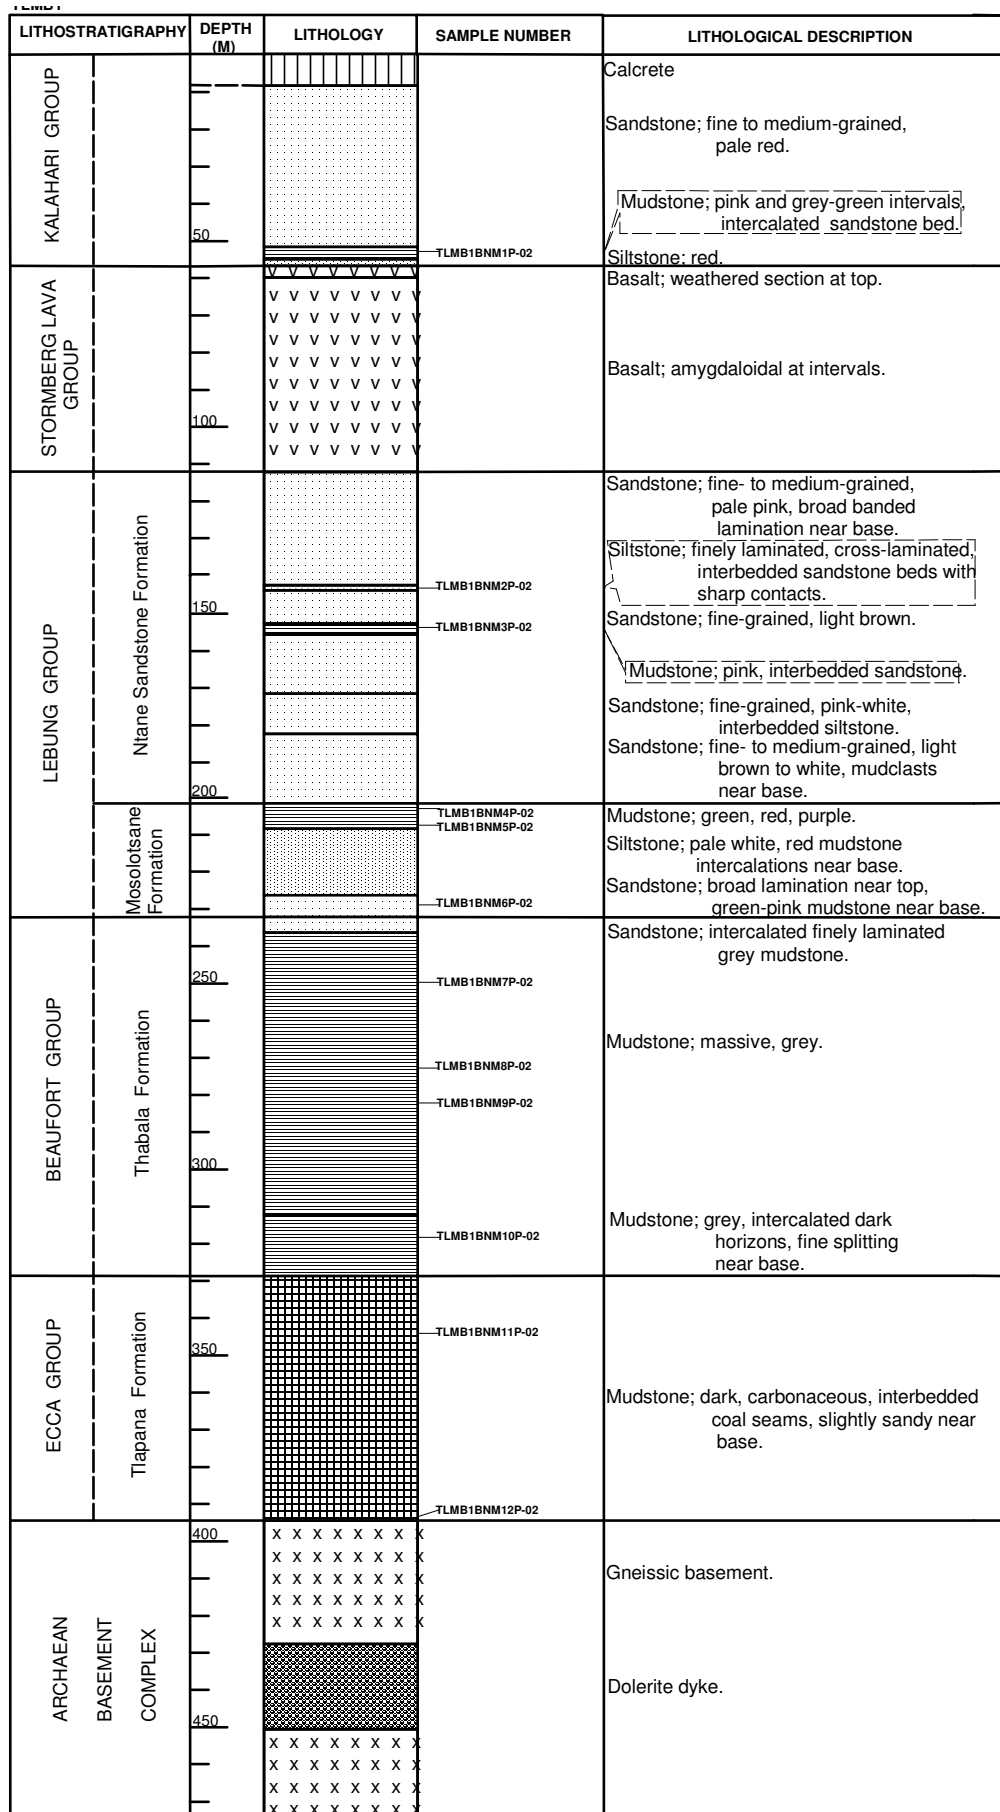 TLMB1
LITHOSTRATIGRAPHY
DEPTH
(M)
LITHOLOGY
SAMPLE NUMBER
LITHOLOGICAL DESCRIPTION
KALAHARI GROUP
Calcrete
Sandstone; fine to medium-grained,
pale red.
Mudstone; pink and grey-green intervals,
intercalated sandstone bed.
50
TLMB1BNM1P-02
Siltstone; red.
STORMBERG LAVA
GROUP
Basalt; weathered section at top.
Basalt; amygdaloidal at intervals.
100
LEBUNG GROUP
Ntane Sandstone Formation
Sandstone; fine- to medium-grained,
pale pink, broad banded
lamination near base.
Siltstone; finely laminated, cross-laminated,
interbedded sandstone beds with
sharp contacts.
TLMB1BNM2P-02
150
Sandstone; fine-grained, light brown.
TLMB1BNM3P-02
Mudstone; pink, interbedded sandstone.
Sandstone; fine-grained, pink-white,
interbedded siltstone.
Sandstone; fine- to medium-grained, light
brown to white, mudclasts
near base.
200
Mosolotsane
Formation
TLMB1BNM4P-02
Mudstone; green, red, purple.
TLMB1BNM5P-02
Siltstone; pale white, red mudstone
intercalations near base.
Sandstone; broad lamination near top,
green-pink mudstone near base.
TLMB1BNM6P-02
BEAUFORT GROUP
Thabala Formation
Sandstone; intercalated finely laminated
grey mudstone.
250
TLMB1BNM7P-02
Mudstone; massive, grey.
TLMB1BNM8P-02
TLMB1BNM9P-02
300
Mudstone; grey, intercalated dark
horizons, fine splitting
near base.
TLMB1BNM10P-02
ECCA GROUP
Tlapana Formation
TLMB1BNM11P-02
350
Mudstone; dark, carbonaceous, interbedded
coal seams, slightly sandy near
base.
TLMB1BNM12P-02
ARCHAEAN
BASEMENT
COMPLEX
400
Gneissic basement.
Dolerite dyke.
450